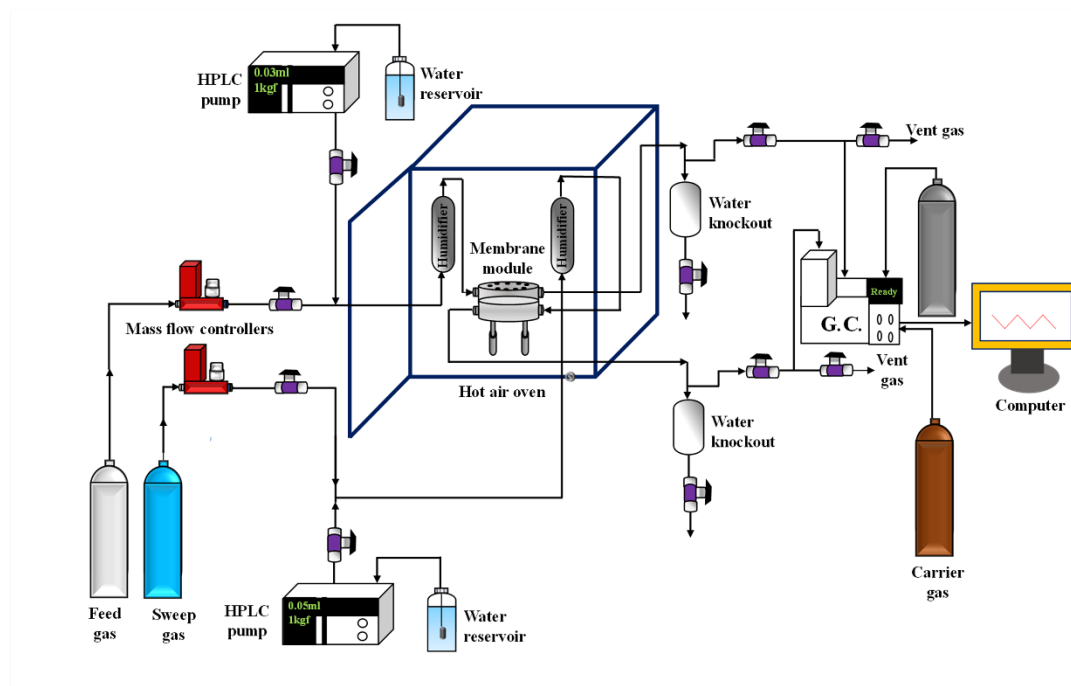 0.03ml
1kgf
HPLC
pump
Water
reservoir
Vent gas
Humidifier
Humidifier
Water
knockout
Membrane
module
Ready
G. C.
Mass flow controllers
Vent
gas
Hot air oven
Computer
Water
knockout
Carrier
gas
Feed
gas
Sweep
gas
HPLC
pump
0.05ml
1kgf
Water
reservoir